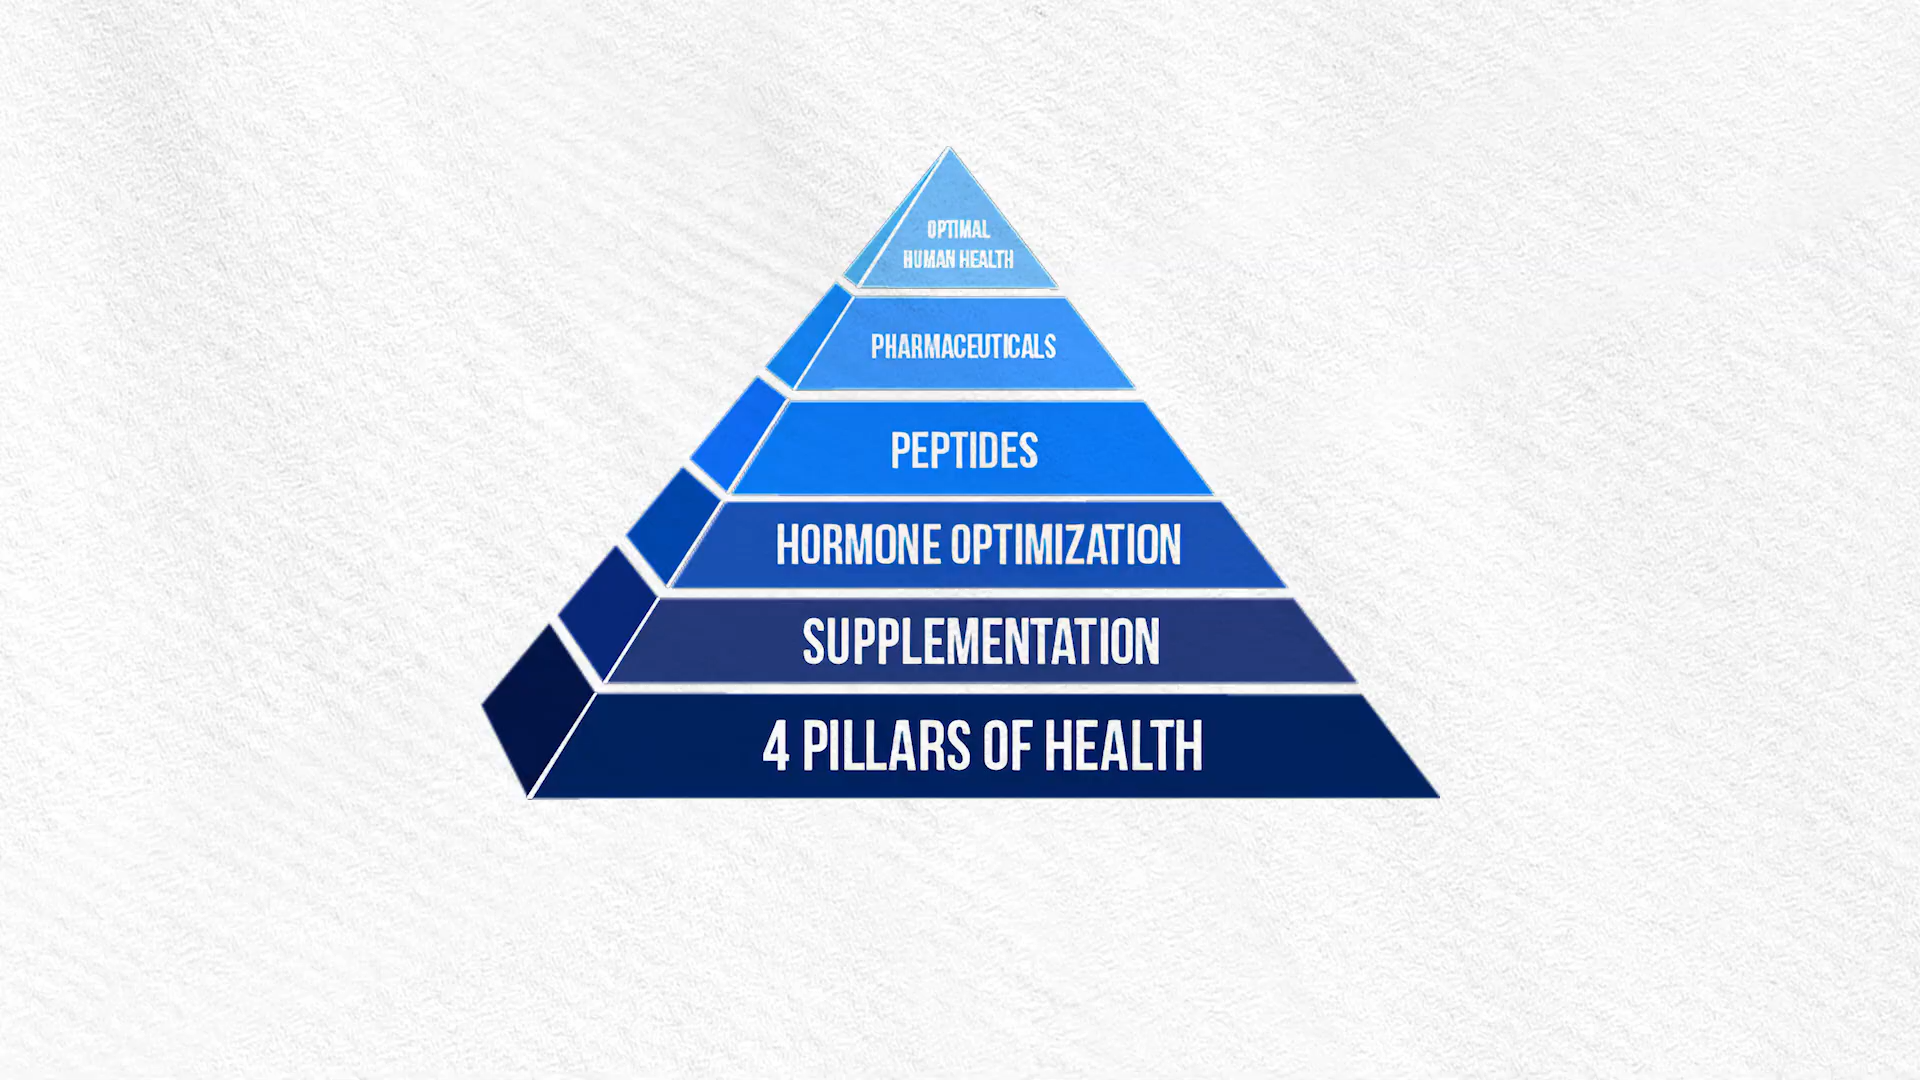 OPTIMAL
HUMAN HEALTH
PHARMACEUTICALS
PEPTIDES
HORMONE OPTIMIZATION
SUPPLEMENTATION
4 PILLARS OF HEALTH